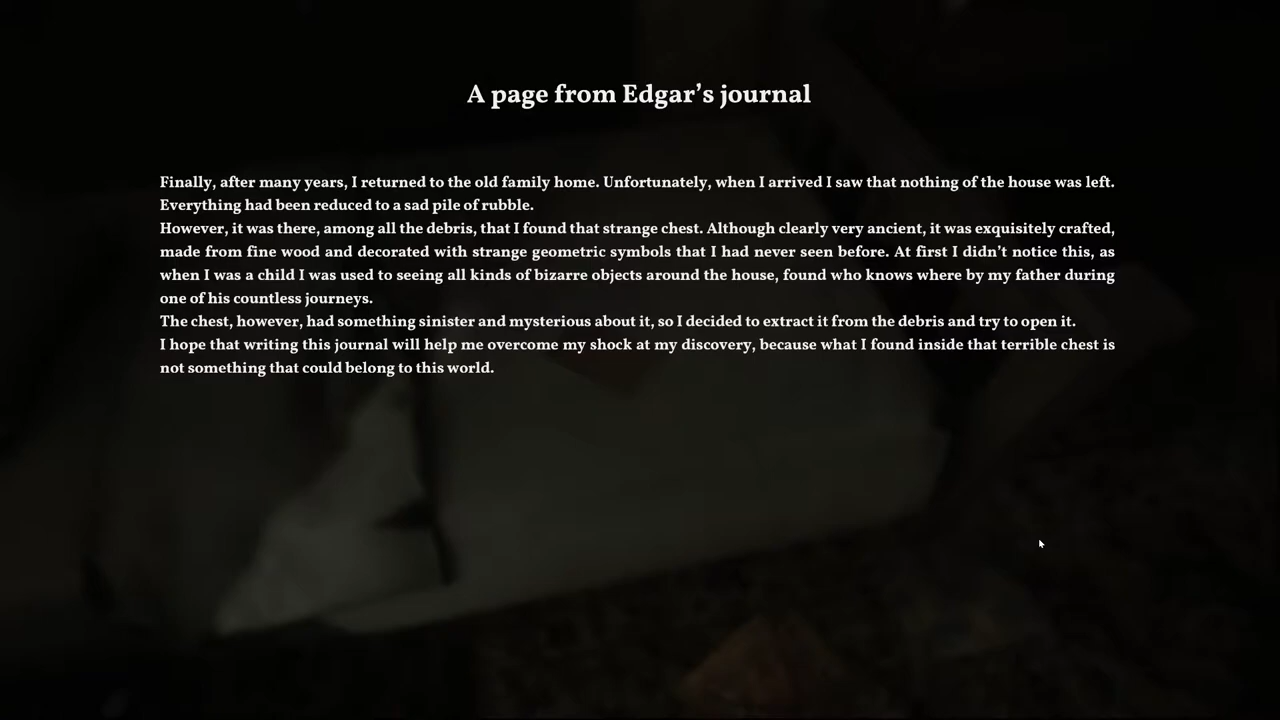 A page from Edgar’s journal
Finally, after many years, I returned to the old family home. Unfortunately, when I arrived I saw that nothing of the house was left.
Everything had been reduced to a sad pile of rubble.
However, it was there, among all the debris, that I found that strange chest. Although clearly very ancient, it was exquisitely crafted,
made from fine wood and decorated with strange geometric symbols that I had never seen before. At first I didn’t notice this, as
when I was a child I was used to seeing all kinds of bizarre objects around the house, found who knows where by my father during
one of his countless journeys.
The chest, however, had something sinister and mysterious about it, so I decided to extract it from the debris and try to open it.
I hope that writing this journal will help me overcome my shock at my discovery, because what I found inside that terrible chest is
not something that could belong to this world.